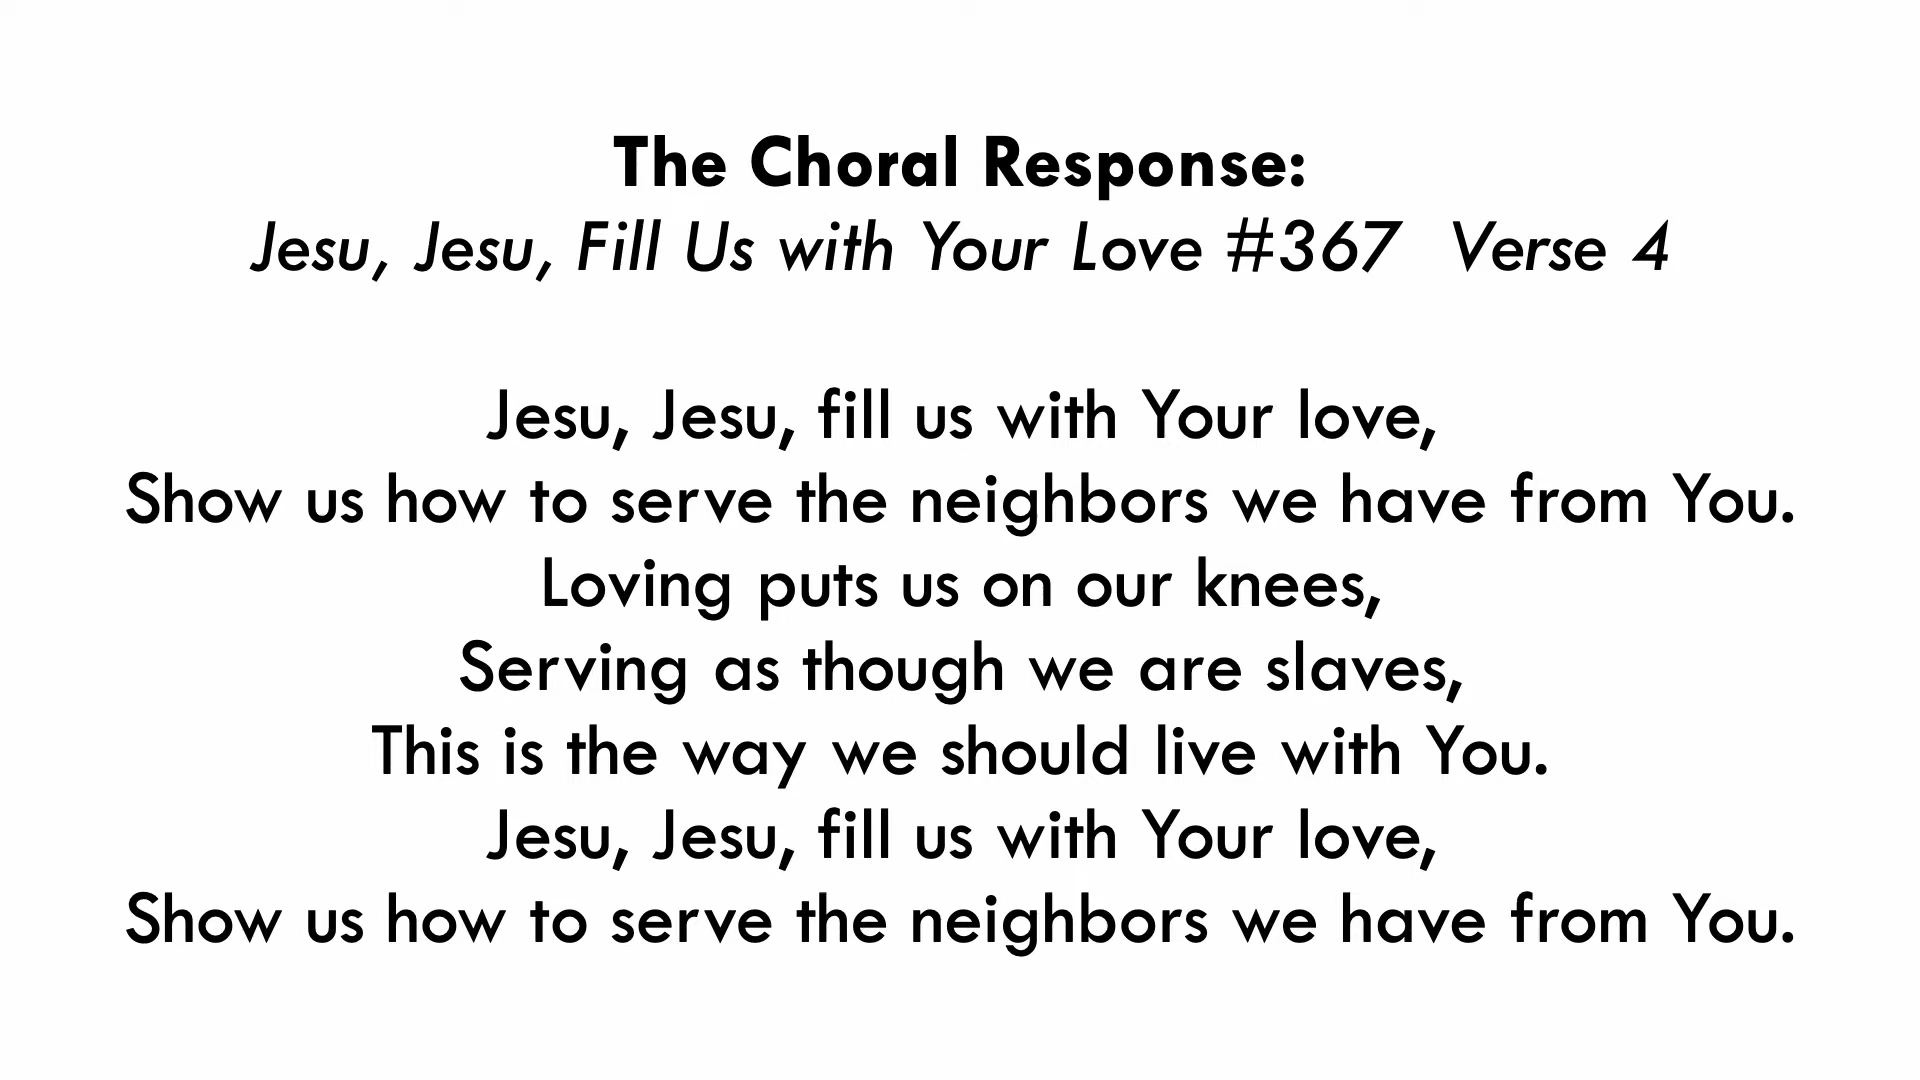 The Choral Response:
Jesu, Jesu, Fill Us with Your Love #367  Verse 4
Jesu, Jesu, fill us with Your love,
Show us how to serve the neighbors we have from You.
Loving puts us on our knees,
Serving as though we are slaves,
This is the way we should live with You.
Jesu, Jesu, fill us with Your love,
Show us how to serve the neighbors we have from You.